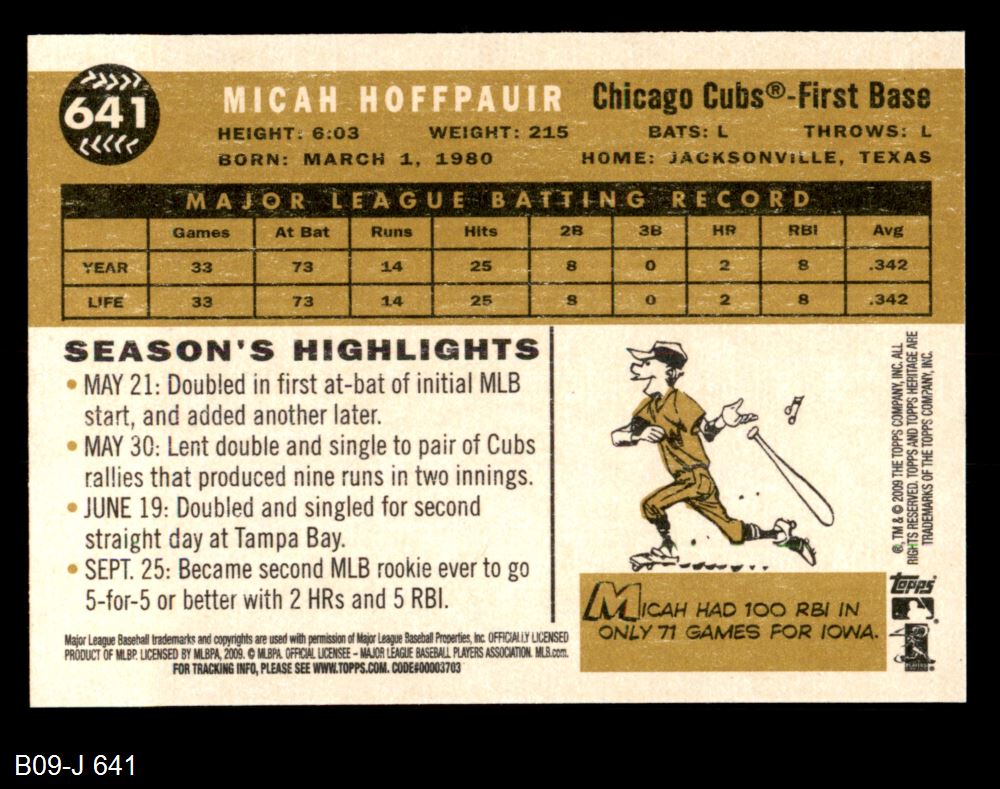 641
MICAH HOFFPAUIR Chicago Cubs®-First Base
HEIGHT: 6:03 WEIGHT: 215 BATS: L THROWS: L
BORN: MARCH 1, 1980 HOME: JACKSONVILLE, TEXAS
MAJOR LEAGUE BATTING RECORD
Games At Bat Runs Hits 2B 3B HR RBI Avg
YEAR 33 73 14 25 8 0 2 8 .342
LIFE 33 73 14 25 8 0 2 8 .342
SEASON'S HIGHLIGHTS
• MAY 21: Doubled in first at-bat of initial MLB
start, and added another later.
• MAY 30: Lent double and single to pair of Cubs
rallies that produced nine runs in two innings.
• JUNE 19: Doubled and singled for second
straight day at Tampa Bay.
• SEPT. 25: Became second MLB rookie ever to go
5-for-5 or better with 2 HRs and 5 RBI.
Major League Baseball trademarks and copyrights are used with permission of Major League Baseball Properties, Inc. OFFICIALLY LICENSED
PRODUCT OF MLBP. LICENSED BY MLBPA, 2009. © MLBPA. OFFICIAL LICENSEE – MAJOR LEAGUE BASEBALL PLAYERS ASSOCIATION. MLB.com.
FOR TRACKING INFO, PLEASE SEE WWW.TOPPS.COM. CODE#00003703
MICAH HAD 100 RBI IN
ONLY 71 GAMES FOR IOWA.
®, TM & © 2009 THE TOPPS COMPANY, INC. ALL
RIGHTS RESERVED. TOPPS AND TOPPS HERITAGE ARE
TRADEMARKS OF THE TOPPS COMPANY, INC.
Topps
B09-J 641